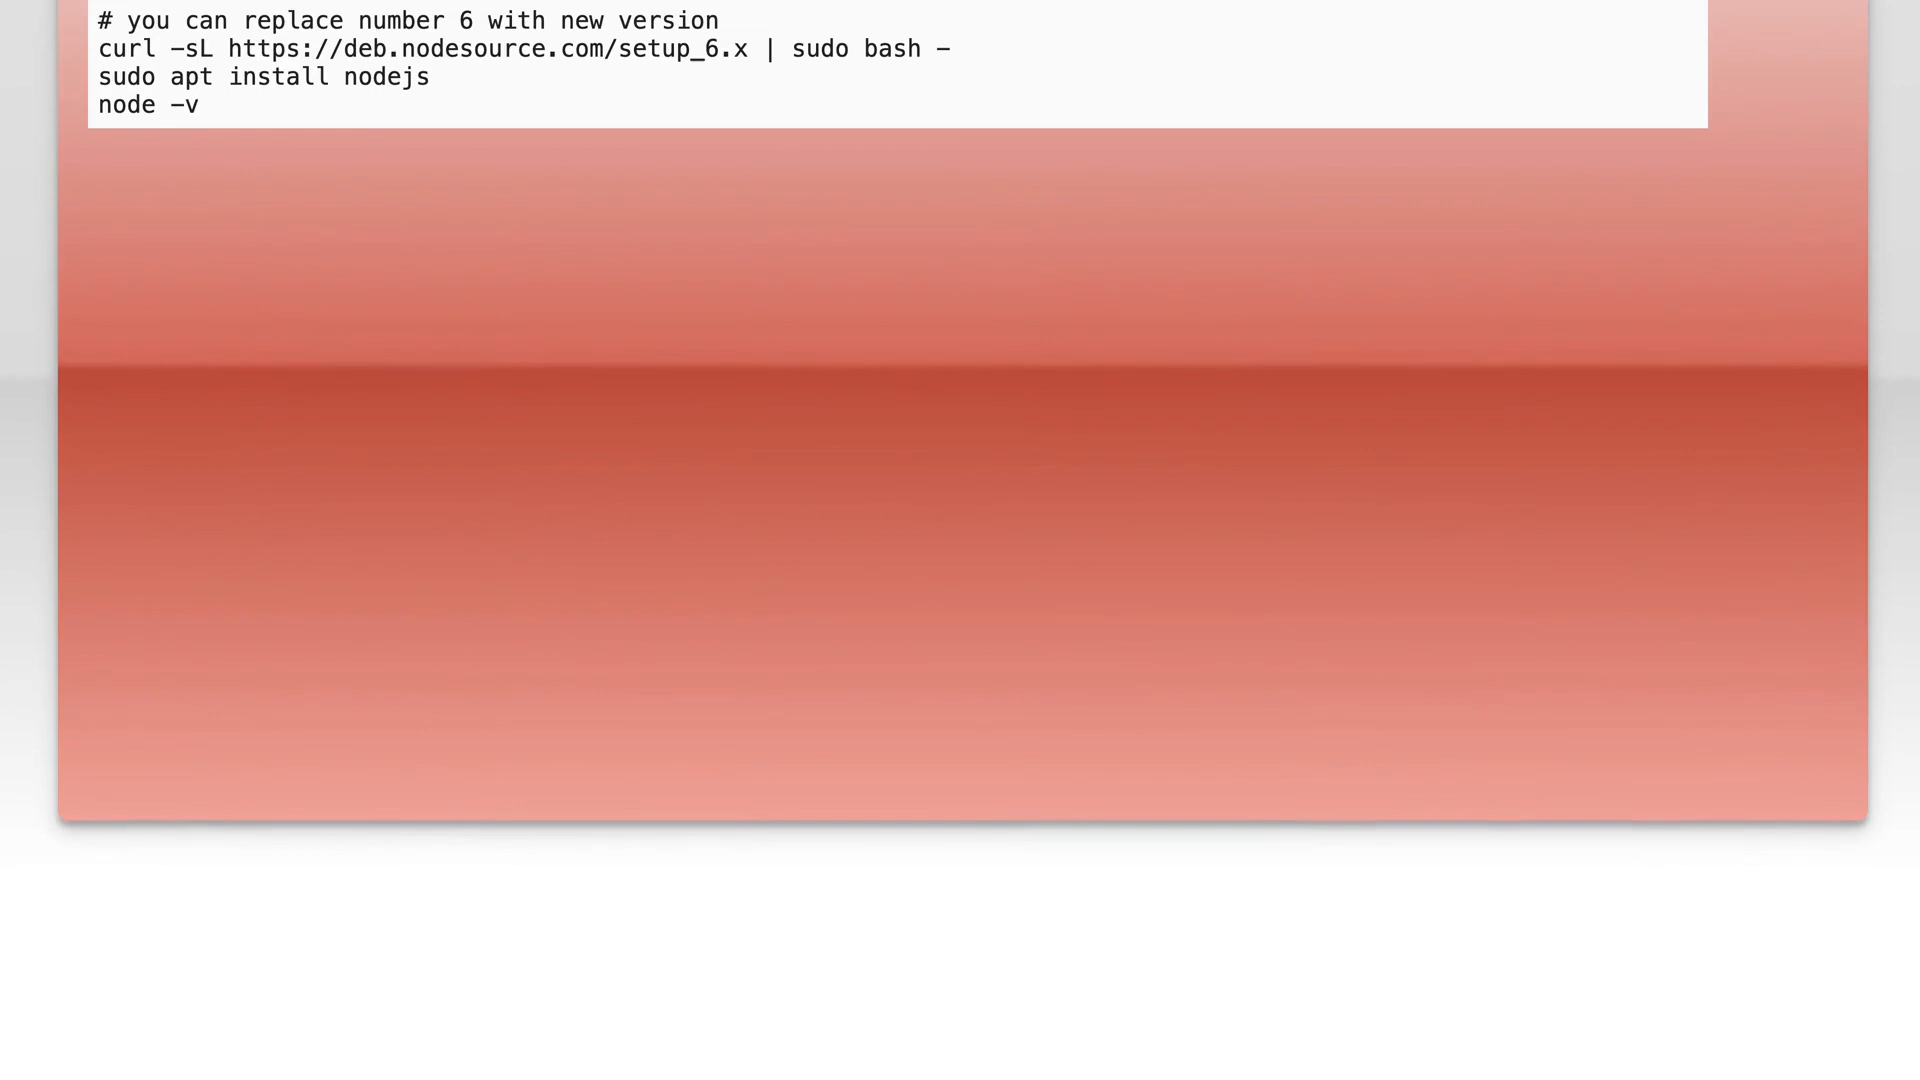 # you can replace number 6 with new version
curl -sL https://deb.nodesource.com/setup_6.x | sudo bash -
sudo apt install nodejs
node -v